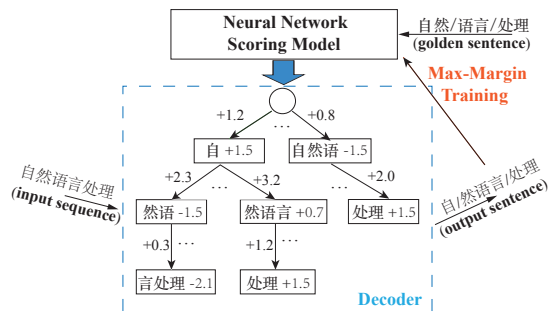 Neural Network
Scoring Model
自然/语言/处理
(golden sentence)
Max-Margin
Training
+1.2
+0.8
...
自 +1.5
自然语 -1.5
+2.3
...
+3.2
...
+2.0
自然语言处理
(input sequence)
然语 -1.5
然语言 +0.7
处理 +1.5
自/然语言/处理
(output sentence)
+0.3
...
+1.2
...
言处理 -2.1
处理 +1.5
Decoder